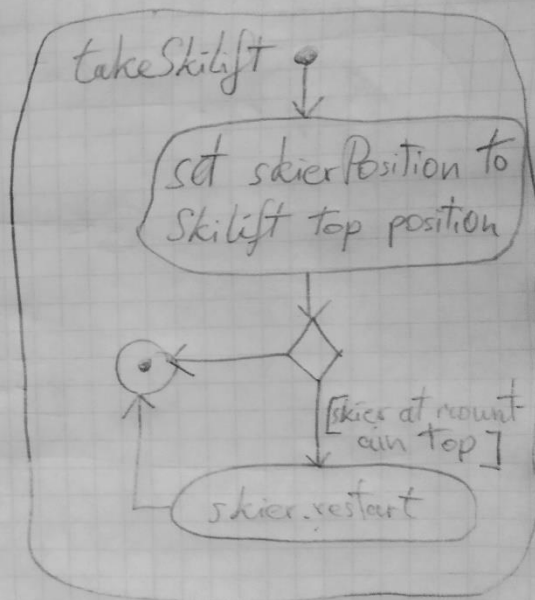 takeSkilift
set skierPosition to
Skilift top position
[skier at mount-
ain top]
skier.restart